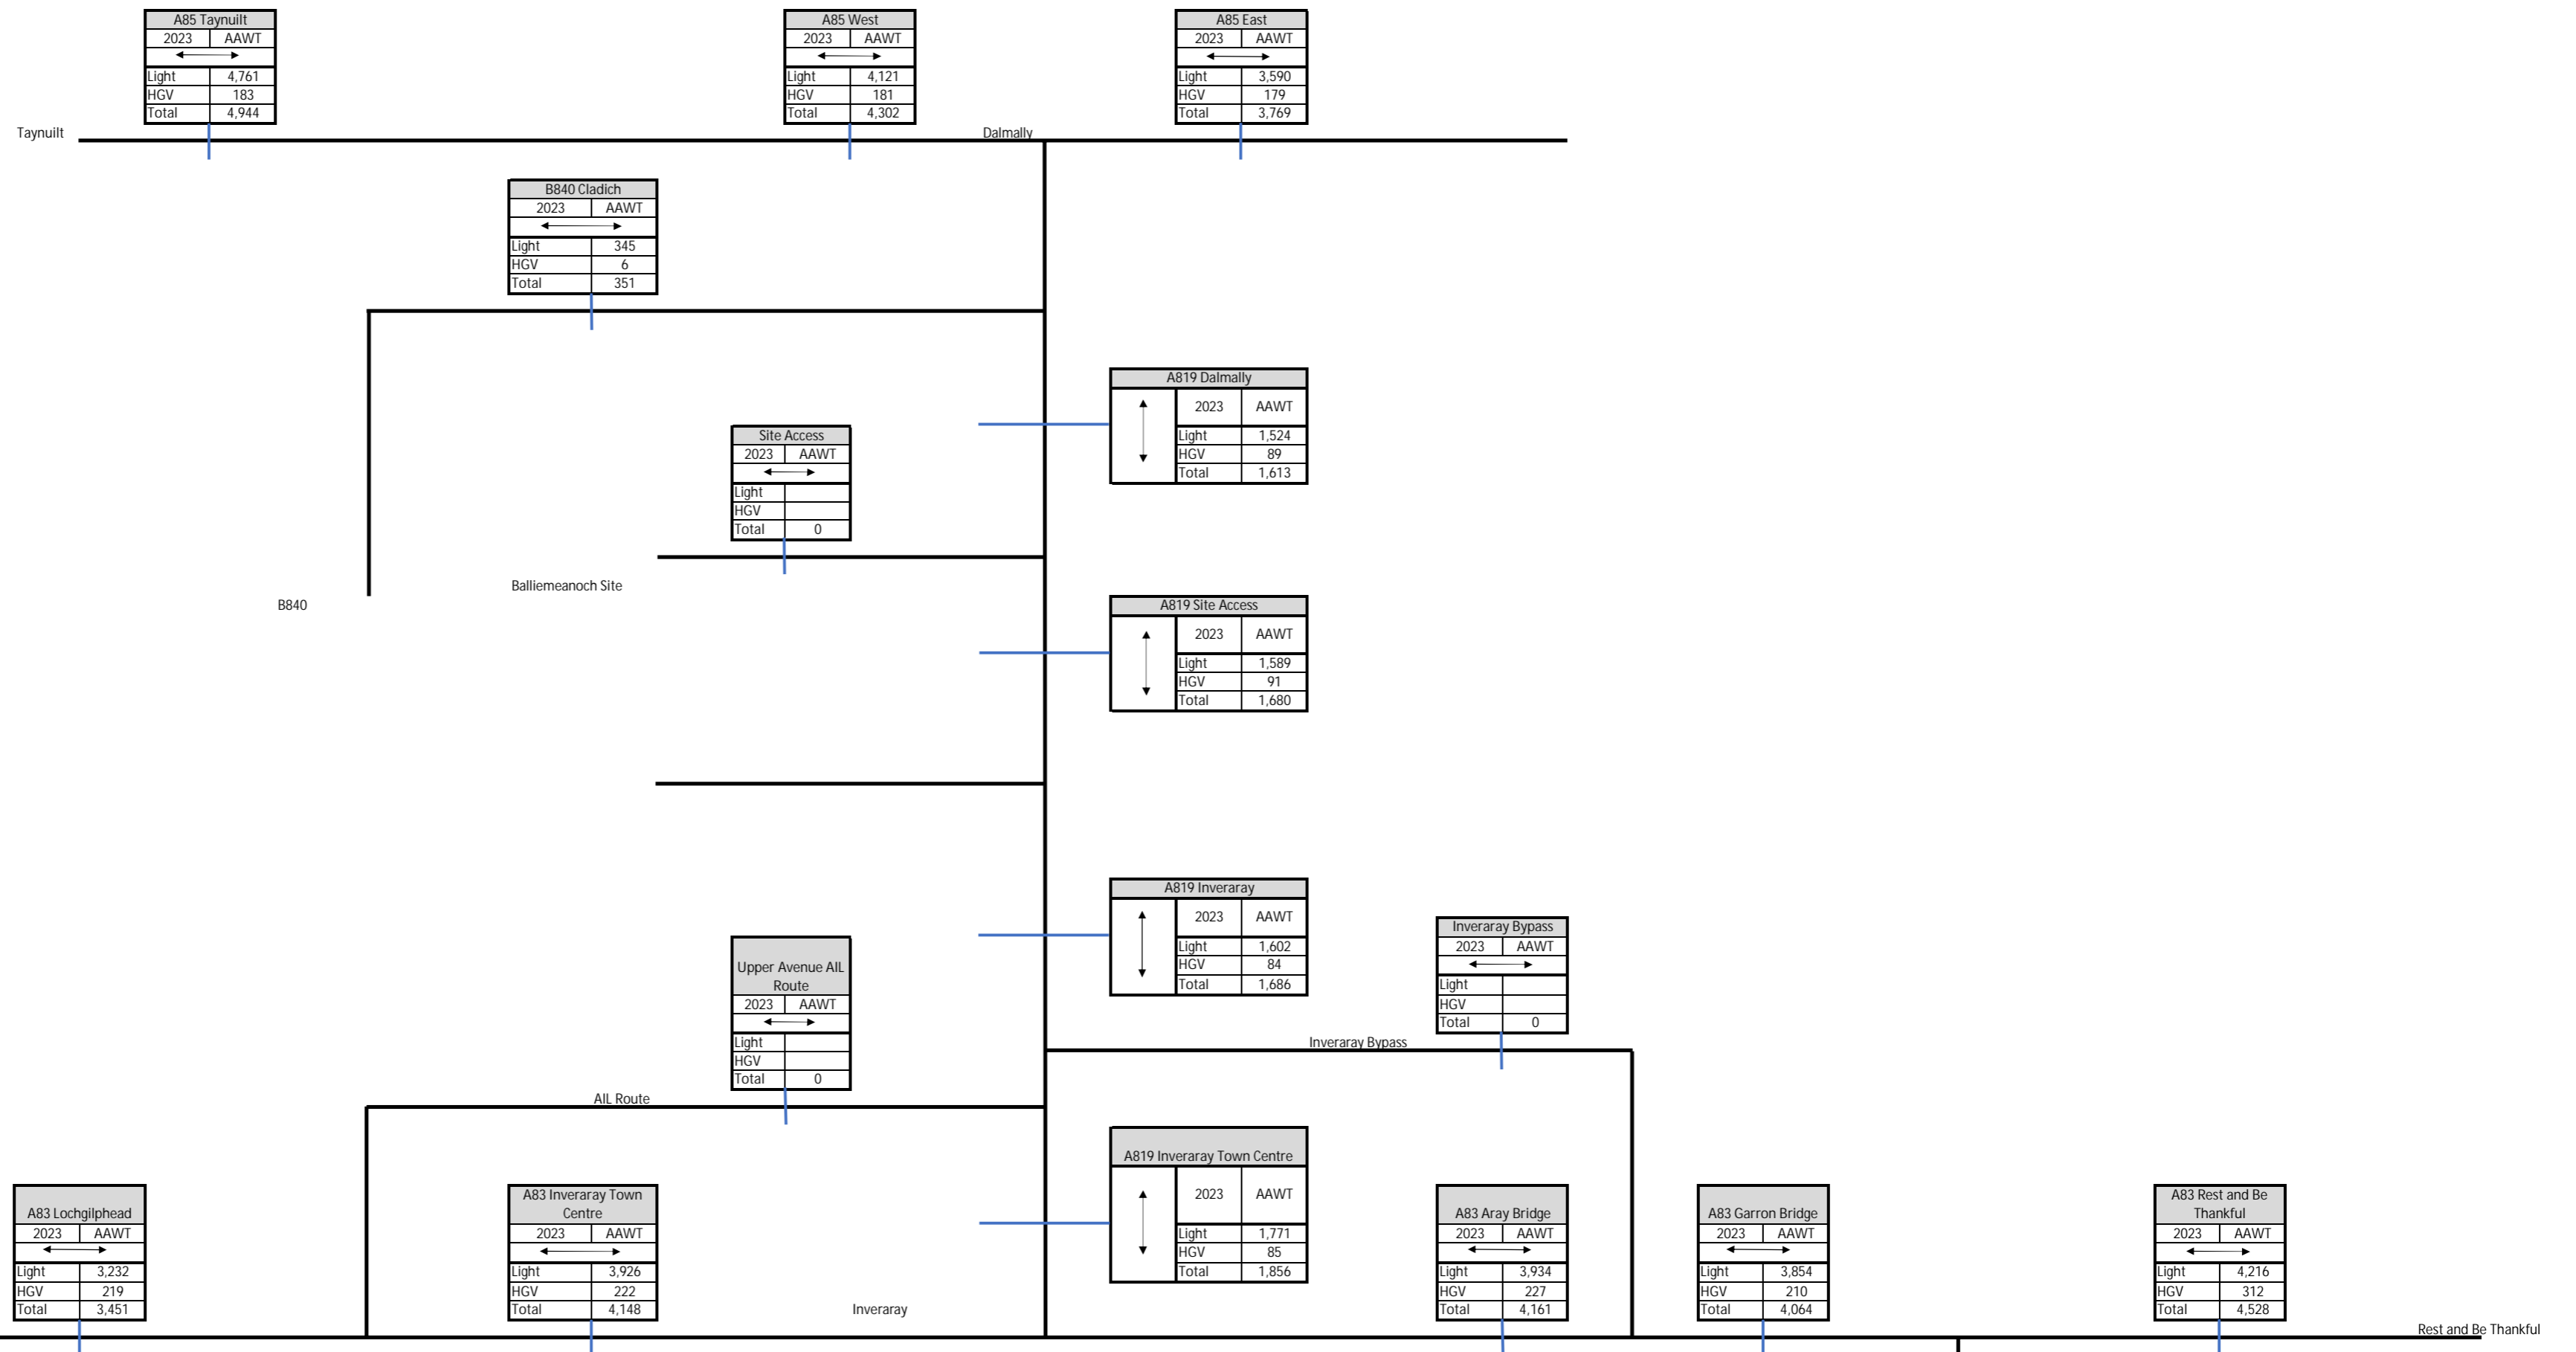 A85 Taynuilt
2023 AAWT
Light 4,761
HGV 183
Total 4,944
A85 West
2023 AAWT
Light 4,121
HGV 181
Total 4,302
A85 East
2023 AAWT
Light 3,590
HGV 179
Total 3,769
Taynuilt
Dalmally
B840 Cladich
2023 AAWT
Light 345
HGV 6
Total 351
A819 Dalmally
2023 AAWT
Light 1,524
HGV 89
Total 1,613
Site Access
2023 AAWT
Light
HGV
Total 0
Balliemeanoch Site
B840
A819 Site Access
2023 AAWT
Light 1,589
HGV 91
Total 1,680
A819 Inveraray
2023 AAWT
Light 1,602
HGV 84
Total 1,686
Inveraray Bypass
2023 AAWT
Light
HGV
Total 0
Upper Avenue AIL
Route
2023 AAWT
Light
HGV
Total 0
Inveraray Bypass
AIL Route
A819 Inveraray Town Centre
2023 AAWT
Light 1,771
HGV 85
Total 1,856
A83 Lochgilphead
2023 AAWT
Light 3,232
HGV 219
Total 3,451
A83 Inveraray Town
Centre
2023 AAWT
Light 3,926
HGV 222
Total 4,148
Inveraray
A83 Aray Bridge
2023 AAWT
Light 3,934
HGV 227
Total 4,161
A83 Garron Bridge
2023 AAWT
Light 3,854
HGV 210
Total 4,064
A83 Rest and Be
Thankful
2023 AAWT
Light 4,216
HGV 312
Total 4,528
Rest and Be Thankful